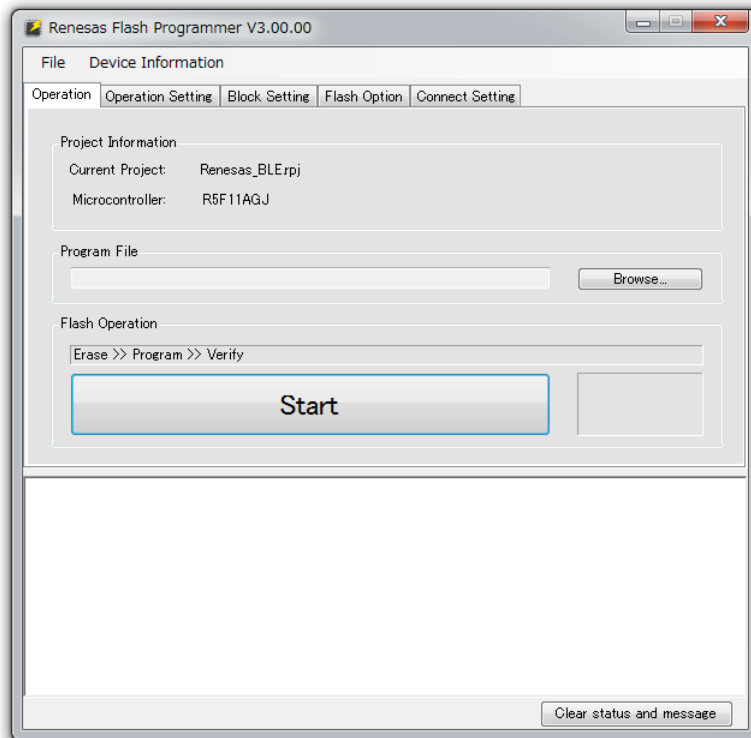 Renesas Flash Programmer V3.00.00
File Device Information
Operation Operation Setting Block Setting Flash Option Connect Setting
Project Information
Current Project: Renesas_BLE.rpj
Microcontroller: R5F11AGJ
Program File
Browse...
Flash Operation
Erase >> Program >> Verify
Start
Clear status and message